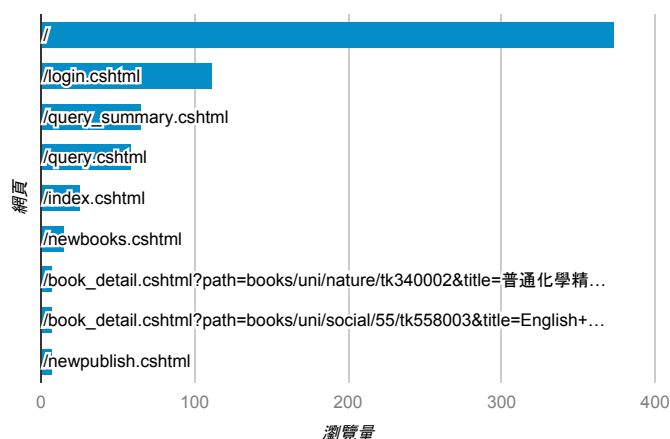 /
/login.cshtml
/query_summary.cshtml
/query.cshtml
/index.cshtml
/newbooks.cshtml
/book_detail.cshtml?path=books/uni/nature/tk340002&title=普通化學精…
/book_detail.cshtml?path=books/uni/social/55/tk558003&title=English+…
/newpublish.cshtml
網頁
0 100 200 300 400
瀏覽量